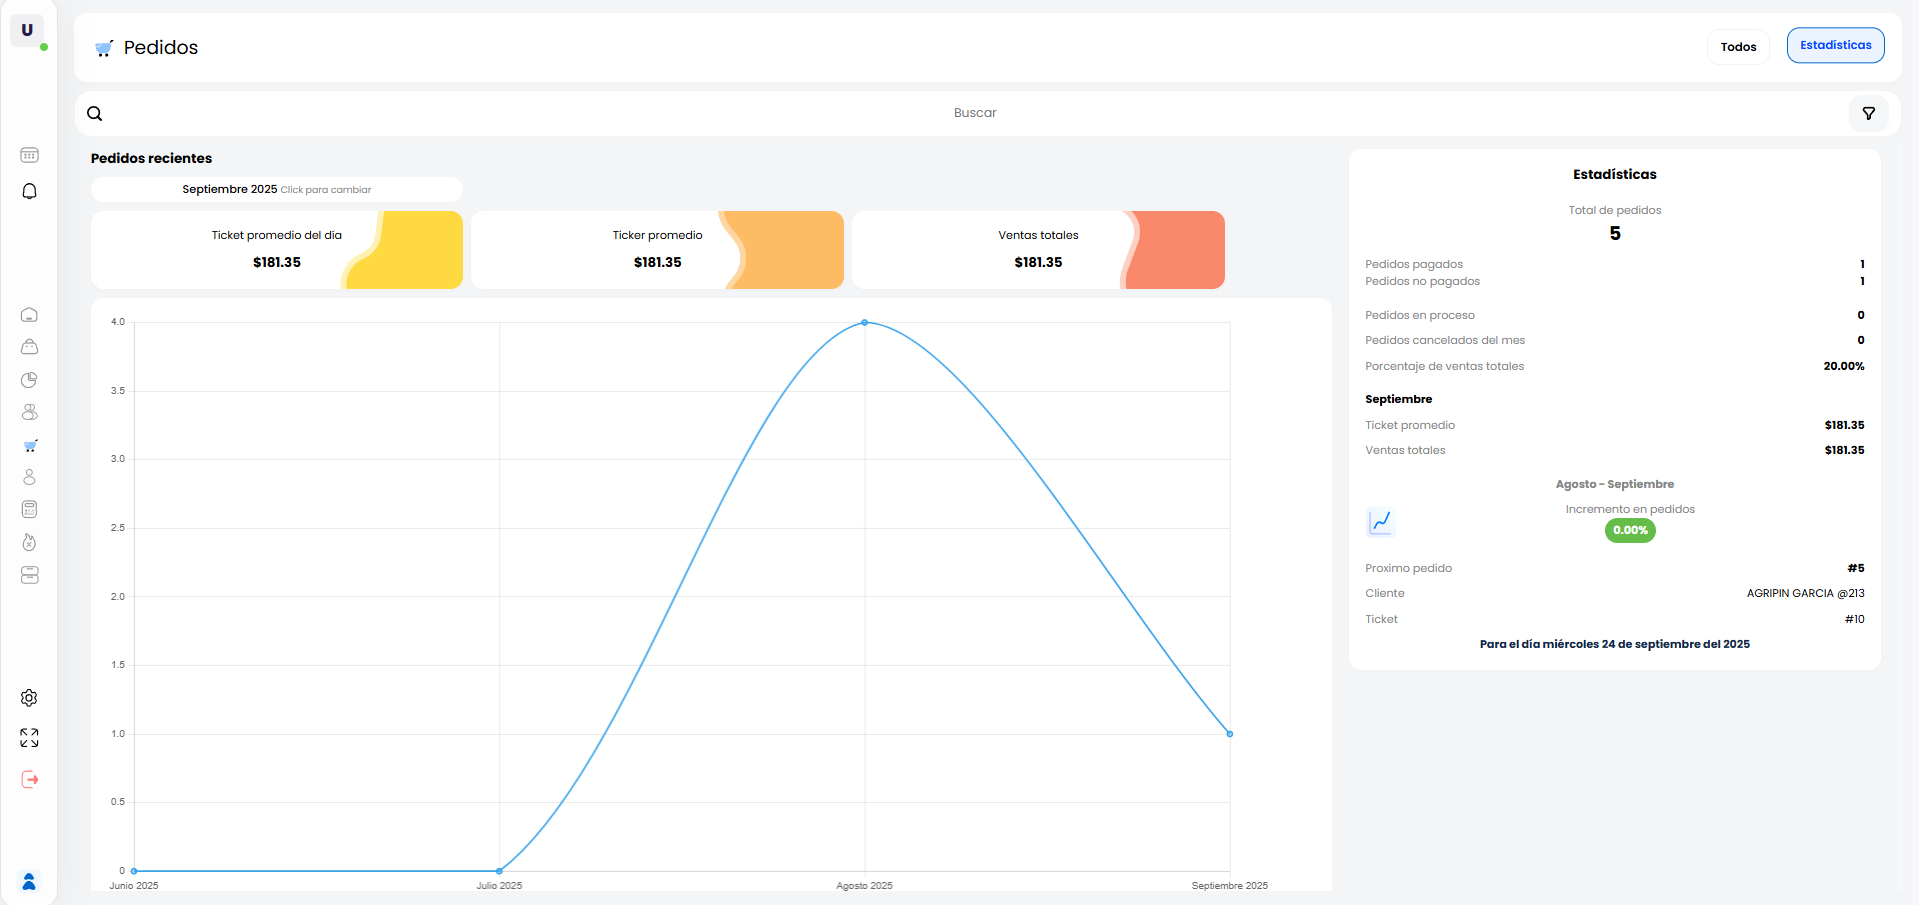 U
Pedidos
Todos
Estadísticas
Buscar
Pedidos recientes
Septiembre 2025 Click para cambiar
Ticket promedio del día
$181.35
Ticker promedio
$181.35
Ventas totales
$181.35
4.0
3.5
3.0
2.5
2.0
1.5
1.0
0.5
0
Junio 2025
Julio 2025
Agosto 2025
Septiembre 2025
Estadísticas
Total de pedidos
5
Pedidos pagados 1
Pedidos no pagados 1
Pedidos en proceso 0
Pedidos cancelados del mes 0
Porcentaje de ventas totales 20.00%
Septiembre
Ticket promedio $181.35
Ventas totales $181.35
Agosto - Septiembre
Incremento en pedidos
0.00%
Proximo pedido #5
Cliente AGRIPIN GARCIA @213
Ticket #10
Para el día miércoles 24 de septiembre del 2025